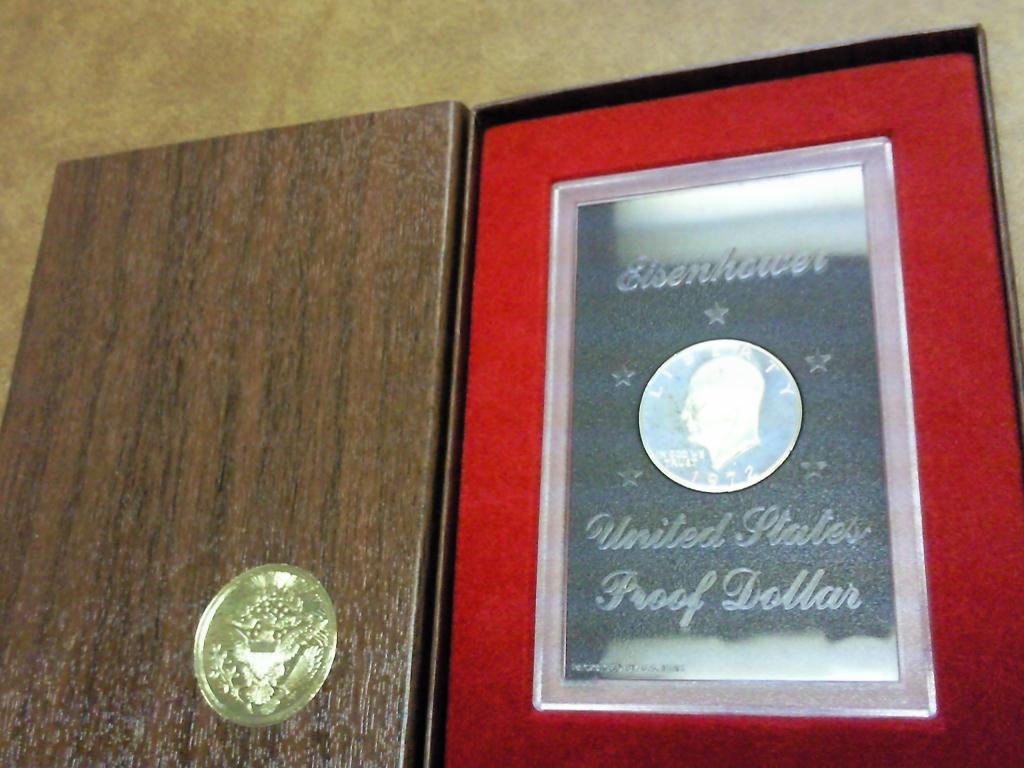 Eisenhower
LIBERTY
IN GOD WE
TRUST
1972
United States
Proof Dollar